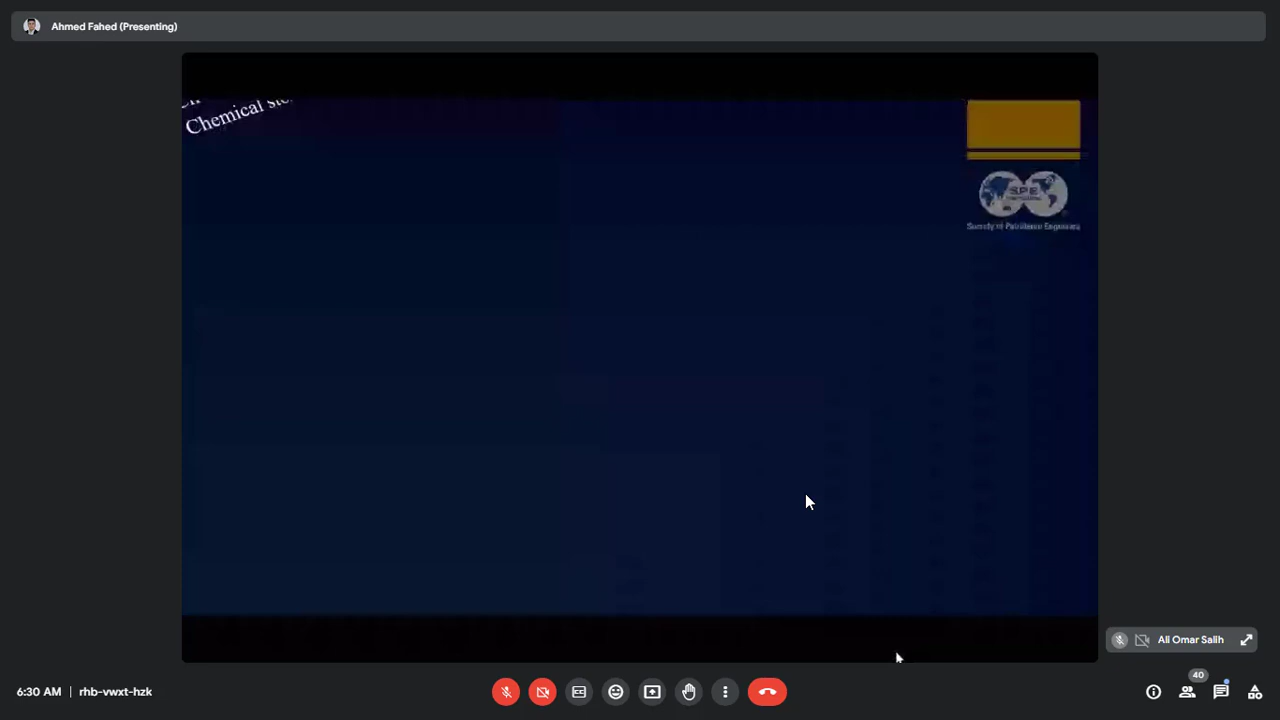 Ahmed Fahed (Presenting)
Chemical
SPE
Society of Petroleum Engineers
Ali Omar Salih
40
6:30 AM | rhb-vwxt-hzk